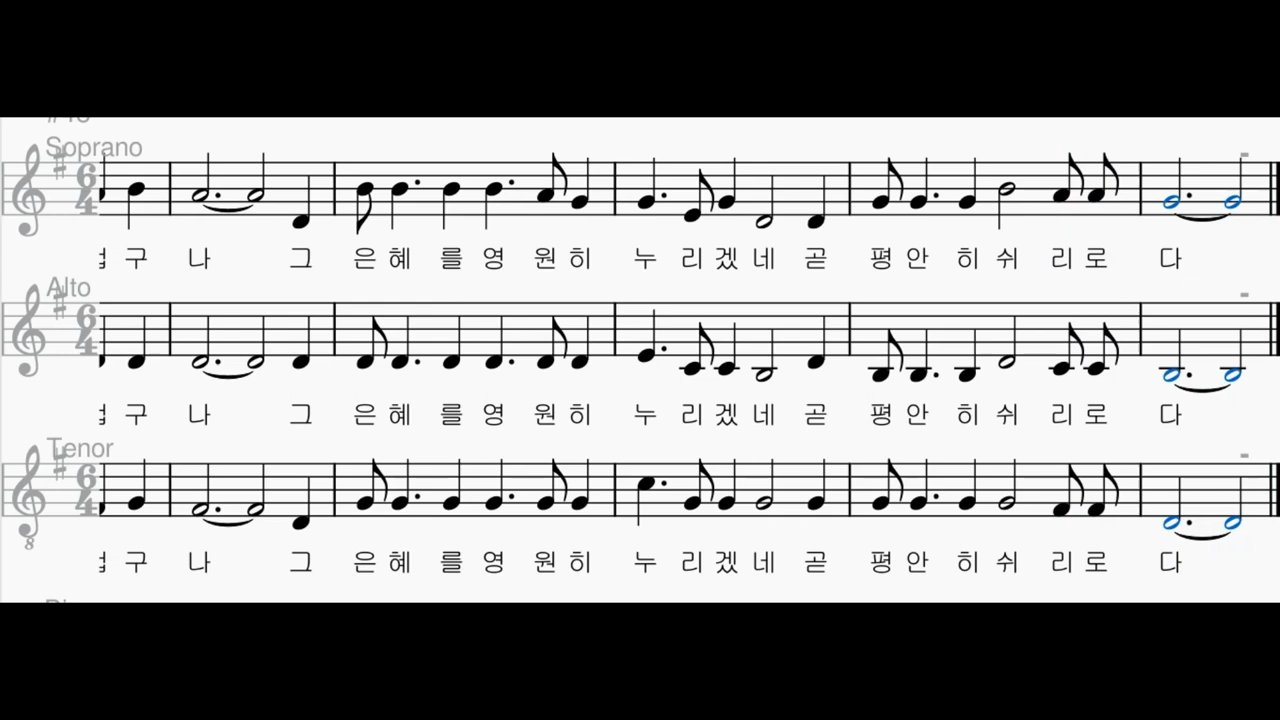 Soprano
구 나 그 은 혜 를 영 원 히 누 리 겠 네 곧 평 안 히 쉬 리 로 다
Alto
구 나 그 은 혜 를 영 원 히 누 리 겠 네 곧 평 안 히 쉬 리 로 다
Tenor
구 나 그 은 혜 를 영 원 히 누 리 겠 네 곧 평 안 히 쉬 리 로 다